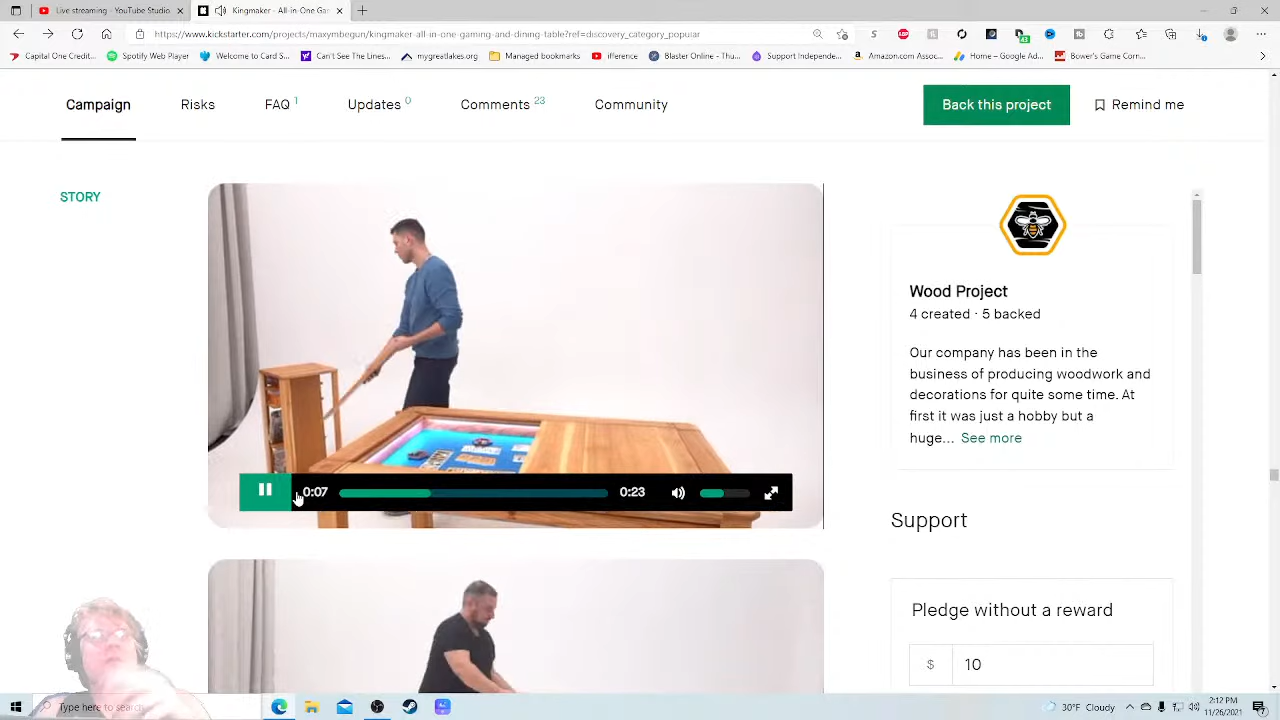 Live streaming - YouTube Studio
Kingmaker - All-in-One Gar
https://www.kickstarter.com/projects/maxymbegun/kingmaker-all-in-one-gaming-and-dining-table?ref=discovery_category_popular
Capital One Credit... Spotify Web Player Welcome Card S... Can't See The Lines... mygreatlakes.org Managed bookmarks ifference Blister Online - Thu... Support Independe... Amazon.com Assoc... Home - Google A... Bower's Game Corn...
Campaign Risks FAQ 1 Updates 0 Comments 23 Community Back this project Remind me
STORY
0:07 0:23
Wood Project
4 created · 5 backed
Our company has been in the
business of producing woodwork and
decorations for quite some time. At
first it was just a hobby but a
huge... See more
Support
Pledge without a reward
$ 10
Type here to search
30°F Cloudy
2:12 PM
11/26/2021